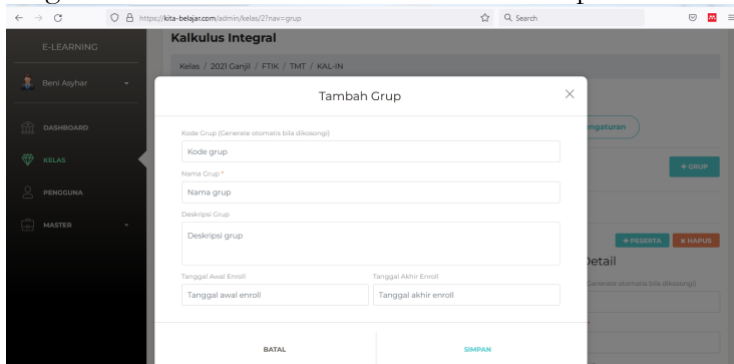 https://kita-belajar.com/admin/kelas/2?nav=grup
Search
E-LEARNING
Kalkulus Integral
Kelas / 2021 Ganjil / FTIK / TMT / KAL-IN
Beni Asyhar
DASHBOARD
KELAS
PENGGUNA
MASTER
Tambah Grup
Kode Grup (Generate otomatis bila dikosongi)
Kode grup
Nama Grup *
Nama grup
Deskripsi Grup
Deskripsi grup
Tanggal Awal Enroll
Tanggal Akhir Enroll
Tanggal awal enroll
Tanggal akhir enroll
BATAL
SIMPAN
ngaturan
+ GRUP
+ PESERTA
× HAPUS
Detail
(Generate otomatis bila dikosongi)